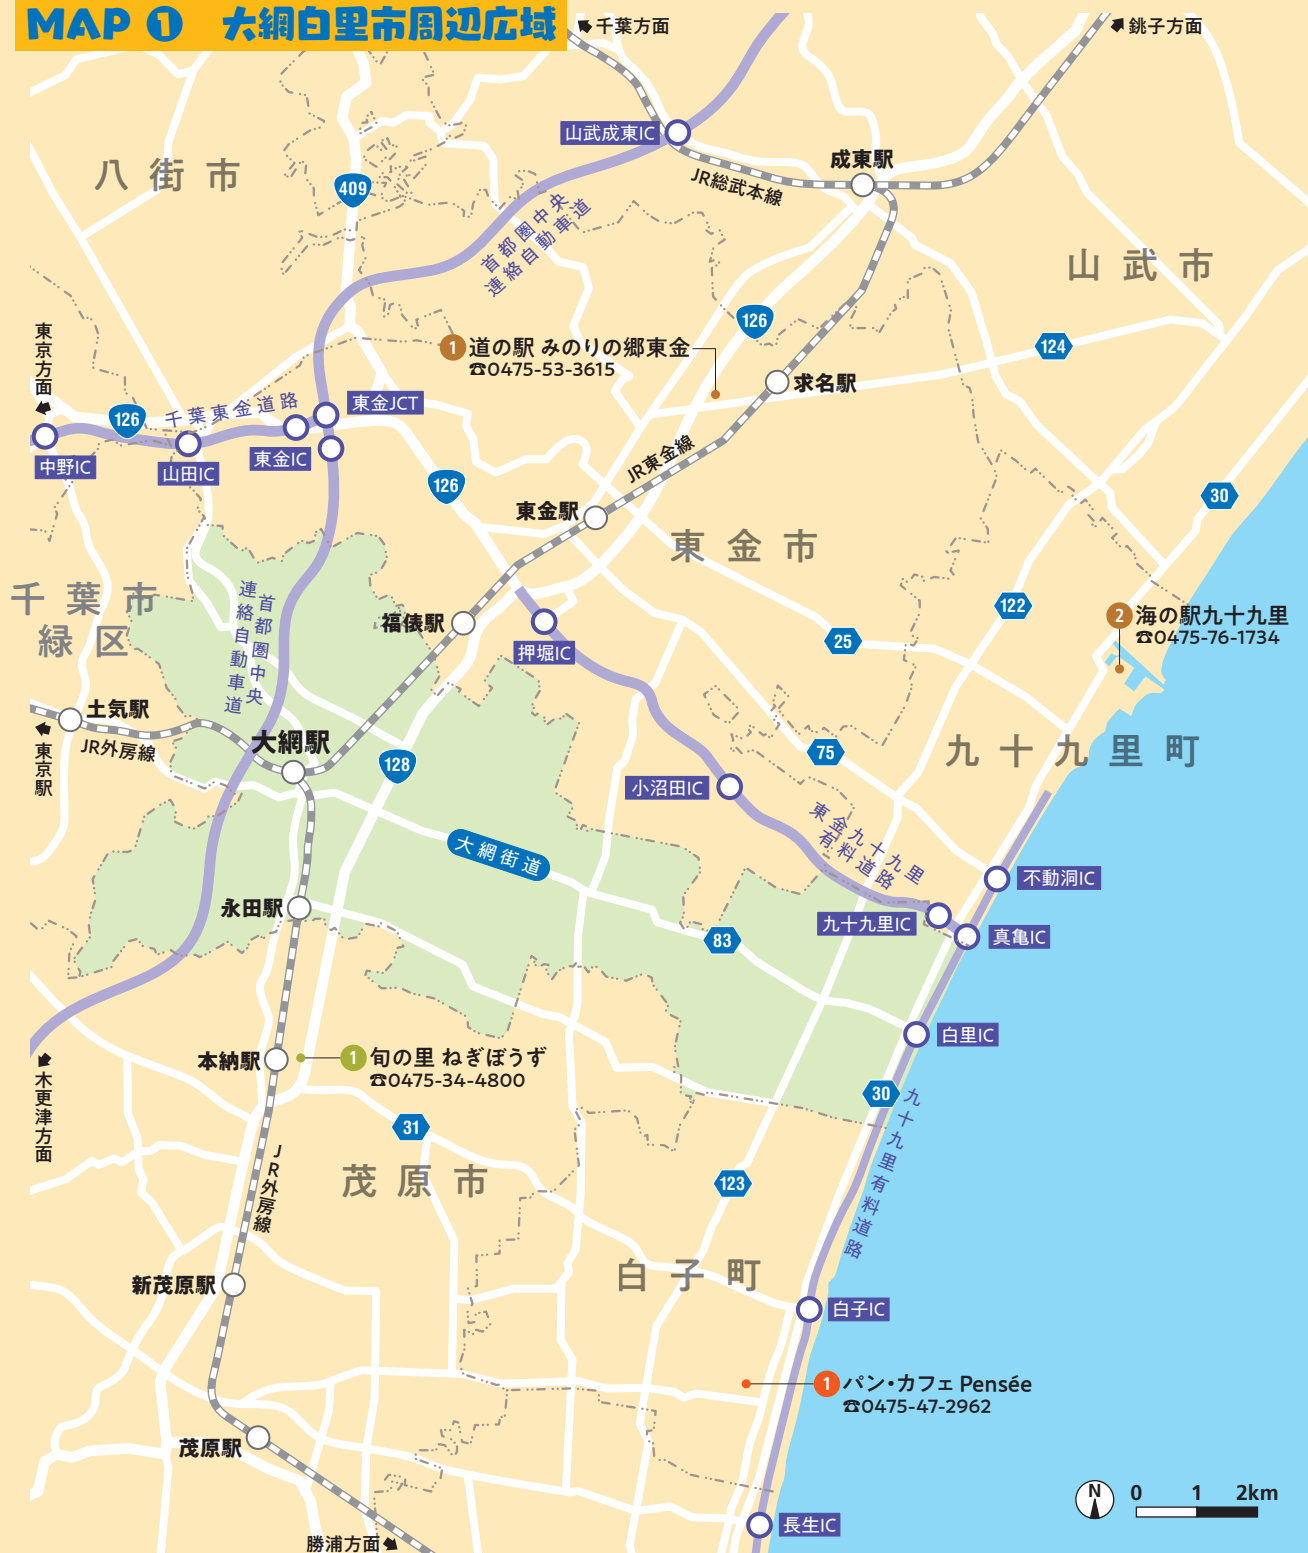 MAP 1 大網白里市周辺広域
千葉方面
銚子方面
山武成東IC
成東駅
JR総武本線
八街市
409
首都圏中央
連絡自動車道
山武市
126
124
東京方面
1 道の駅 みのりの郷東金
☎0475-53-3615
求名駅
126
千葉東金道路
東金JCT
中野IC
山田IC
東金IC
JR東金線
126
30
東金駅
東金市
千葉市
緑区
首都圏中央
連絡自動車道
福俵駅
押堀IC
122
25
2 海の駅九十九里
☎0475-76-1734
土気駅
JR外房線
東京駅
大網駅
128
75
九十九里町
小沼田IC
大網街道
東金九十九里
有料道路
不動洞IC
永田駅
九十九里IC
真亀IC
83
白里IC
本納駅
1 旬の里 ねぎぼうず
☎0475-34-4800
木更津方面
30
九十九里有料道路
31
JR外房線
茂原市
123
白子町
新茂原駅
白子IC
1 パン・カフェ Pensée
☎0475-47-2962
茂原駅
N
0 1 2km
長生IC
勝浦方面